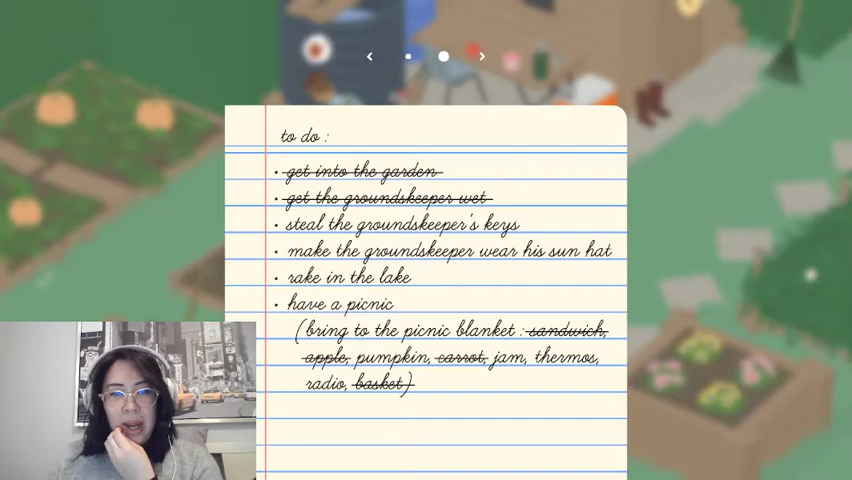 to do :
• get into the garden
• get the groundskeeper wet
• steal the groundskeeper's keys
• make the groundskeeper wear his sun hat
• rake in the lake
• have a picnic
(bring to the picnic blanket : sandwich,
apple, pumpkin, carrot, jam, thermos,
radio, basket)